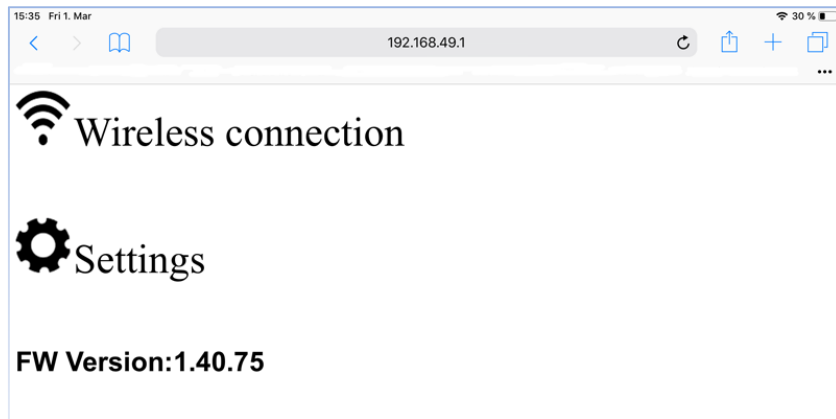 15:35 Fri 1. Mar 30 %
192.168.49.1
Wireless connection
Settings
FW Version:1.40.75